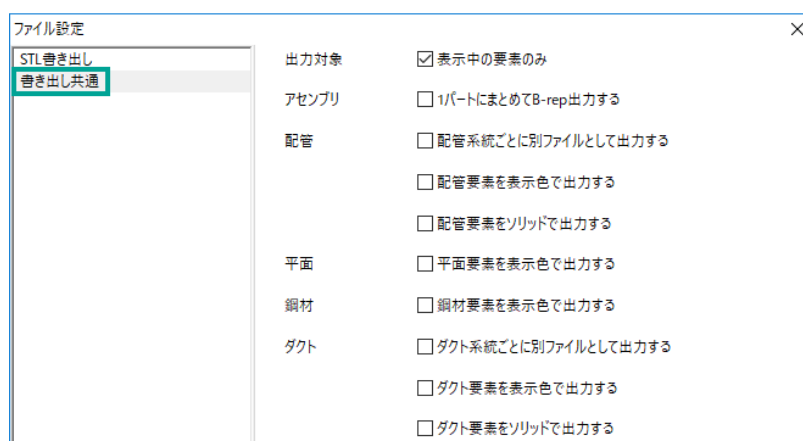 ファイル設定
STL書き出し
書き出し共通
出力対象 表示中の要素のみ
アセンブリ 1パートにまとめてB-rep出力する
配管 配管系統ごとに別ファイルとして出力する
配管要素を表示色で出力する
配管要素をソリッドで出力する
平面 平面要素を表示色で出力する
鋼材 鋼材要素を表示色で出力する
ダクト ダクト系統ごとに別ファイルとして出力する
ダクト要素を表示色で出力する
ダクト要素をソリッドで出力する